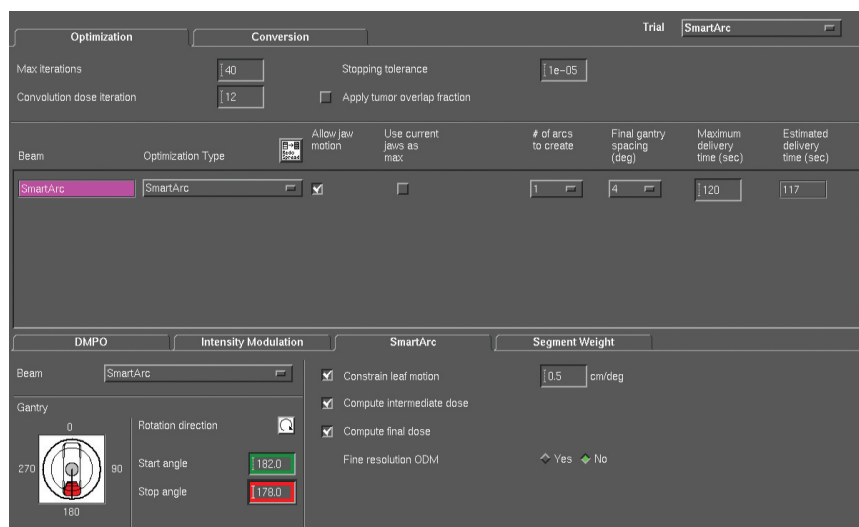 Trial SmartArc
Optimization Conversion
Max iterations 40 Stopping tolerance 1e-05
Convolution dose iteration 12 Apply tumor overlap fraction
Beam Optimization Type Allow jaw motion Use current jaws as max # of arcs to create Final gantry spacing (deg) Maximum delivery time (sec) Estimated delivery time (sec)
SmartArc SmartArc 1 4 120 117
DMPO Intensity Modulation SmartArc Segment Weight
Beam SmartArc Constrain leaf motion 0.5 cm/deg
Gantry Compute intermediate dose
0 Rotation direction Compute final dose
270 90 Start angle 182.0 Fine resolution ODM Yes No
Stop angle 178.0
180